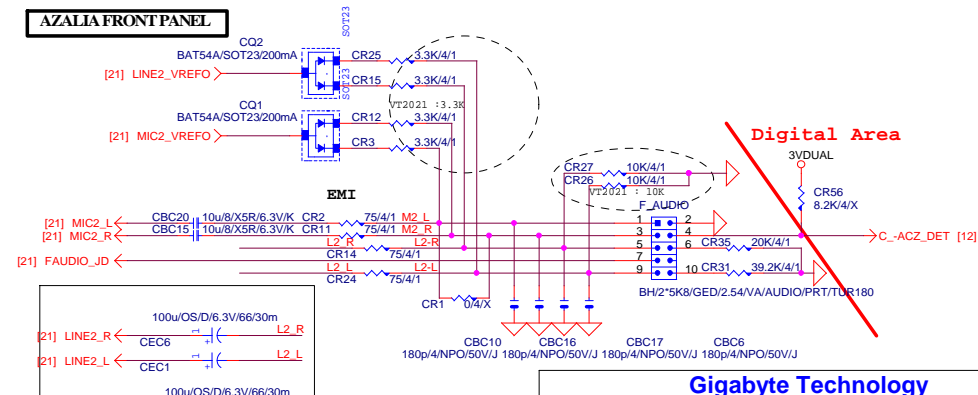 AZALIA FRONT PANEL
SOT23
CQ2
BAT54A/SOT23/200mA
[21] LINE2_VREFO
CR25 3.3K/4/1
CR15 3.3K/4/1
SOT23
VT2021 :3.3K
CQ1
BAT54A/SOT23/200mA
[21] MIC2_VREFO
CR12 3.3K/4/1
CR3 3.3K/4/1
Digital Area
3VDUAL
CR27 10K/4/1
CR26 10K/4/1
VT2021 : 10K
CR56
8.2K/4/X
EMI
F_AUDIO
[21] MIC2_L CBC20 10u/8/X5R/6.3V/K CR2 75/4/1 M2_L 1 2
[21] MIC2_R CBC15 10u/8/X5R/6.3V/K CR11 75/4/1 M2_R 3 4
C_-ACZ_DET [12]
L2_R CR14 75/4/1 L2-R 5 6 CR35 20K/4/1
[21] FAUDIO_JD 7
L2_L CR24 75/4/1 L2-L 9 10 CR31 39.2K/4/1
BH/2*5K8/GED/2.54/VA/AUDIO/PRT/TUR180
CR1 0/4/X
100u/OS/D/6.3V/66/30m
[21] LINE2_R CEC6 1 + L2_R
[21] LINE2_L CEC1 1 + L2_L
100u/OS/D/6.3V/66/30m
CBC10 CBC16 CBC17 CBC6
180p/4/NPO/50V/J 180p/4/NPO/50V/J 180p/4/NPO/50V/J 180p/4/NPO/50V/J
Gigabyte Technology